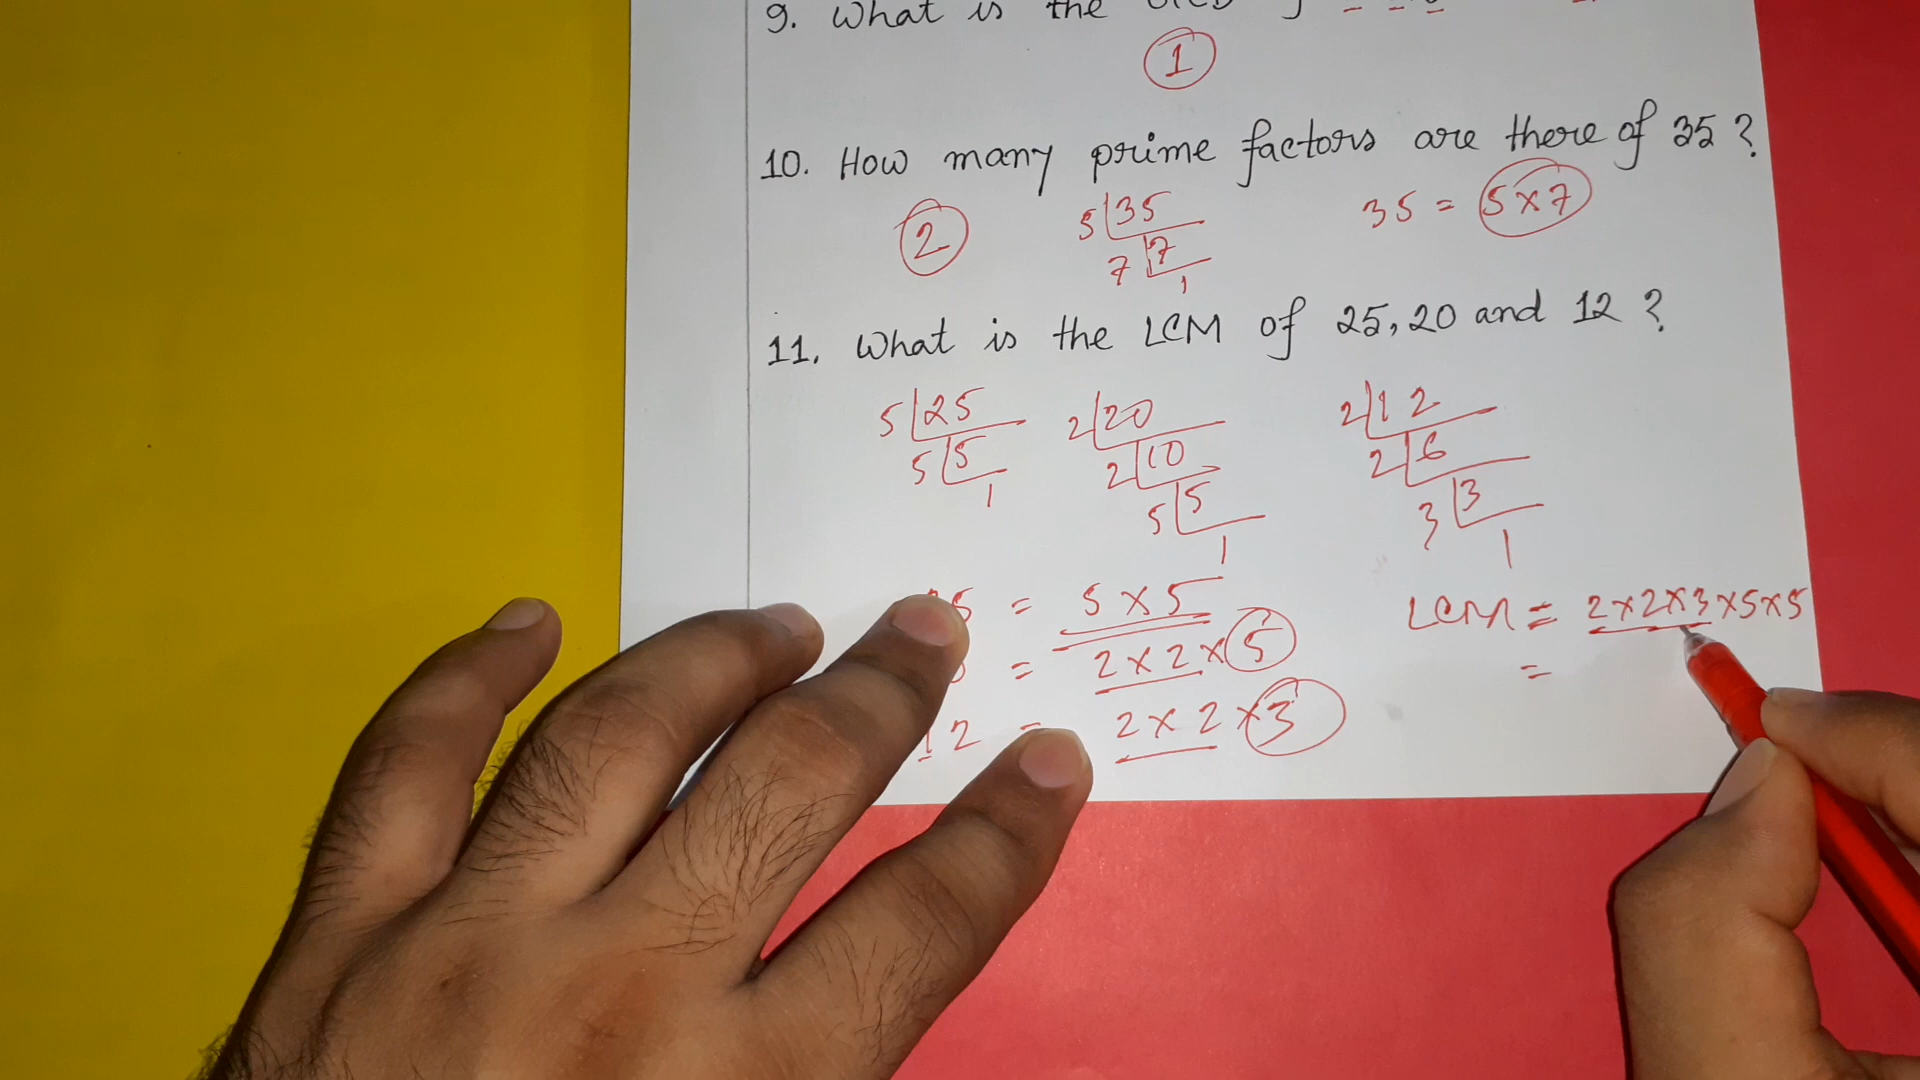 9. What is the
1
10. How many prime factors are there of 35 ?
2 5 35 35 = 5 x 7
7 7
1
11. What is the LCM of 25, 20 and 12 ?
5 25 2 20 2 12
5 5 2 10 2 6
1 5 5 3 3
1 1
5 = 5 x 5 LCM = 2 x 2 x 3 x 5 x 5
= 2 x 2 x 5 =
12 = 2 x 2 x 3